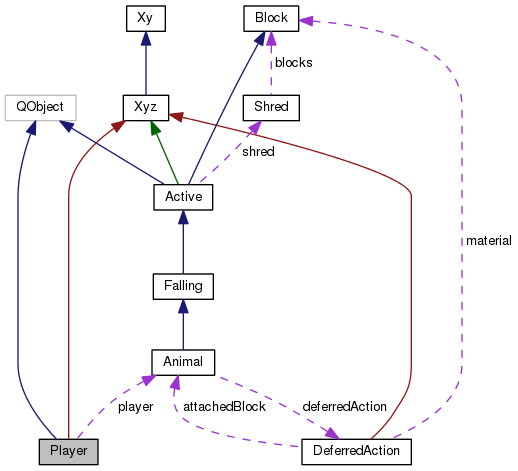 Xy
Block
blocks
QObject
Xyz
Shred
shred
Active
material
Falling
Animal
player
attachedBlock
deferredAction
Player
DeferredAction